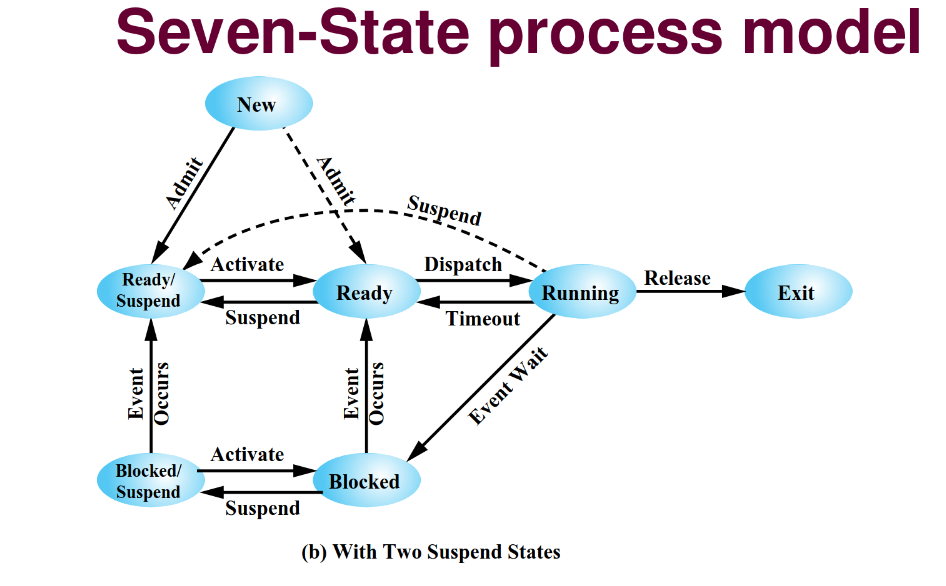 Seven-State process model
New
Admit
Admit
Suspend
Ready/
Suspend
Activate
Suspend
Ready
Dispatch
Timeout
Running
Release
Exit
Event
Occurs
Event
Occurs
Event Wait
Blocked/
Suspend
Activate
Suspend
Blocked
(b) With Two Suspend States